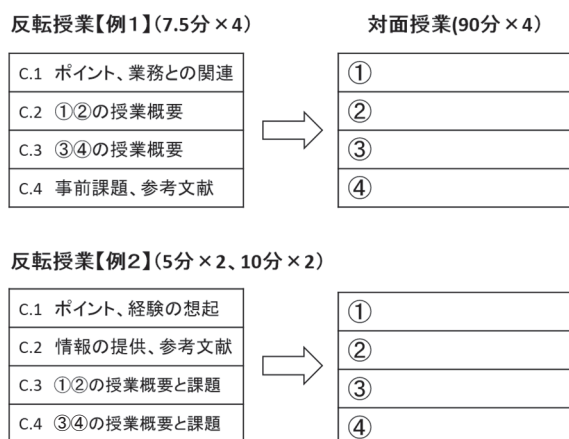 反転授業【例1】(7.5分×4)
対面授業(90分×4)
C.1 ポイント、業務との関連
C.2 ①②の授業概要
C.3 ③④の授業概要
C.4 事前課題、参考文献
①
②
③
④
反転授業【例2】(5分×2、10分×2)
C.1 ポイント、経験の想起
C.2 情報の提供、参考文献
C.3 ①②の授業概要と課題
C.4 ③④の授業概要と課題
①
②
③
④